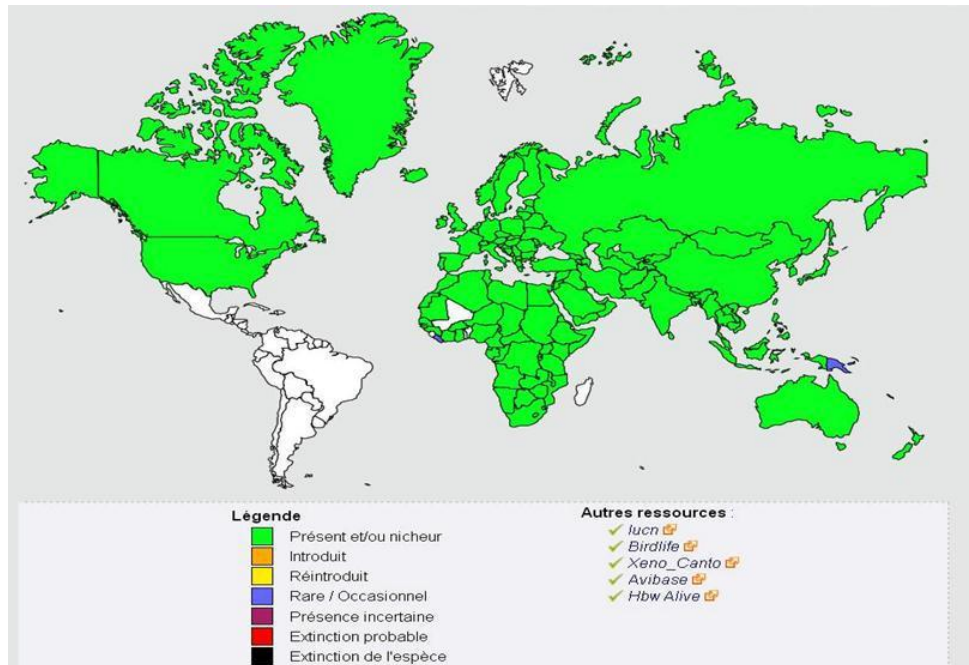 Légende
Présent et/ou nicheur
Introduit
Réintroduit
Rare / Occasionnel
Présence incertaine
Extinction probable
Extinction de l'espèce
Autres ressources :
Iucn
Birdlife
Xeno_Canto
Avibase
Hbw Alive